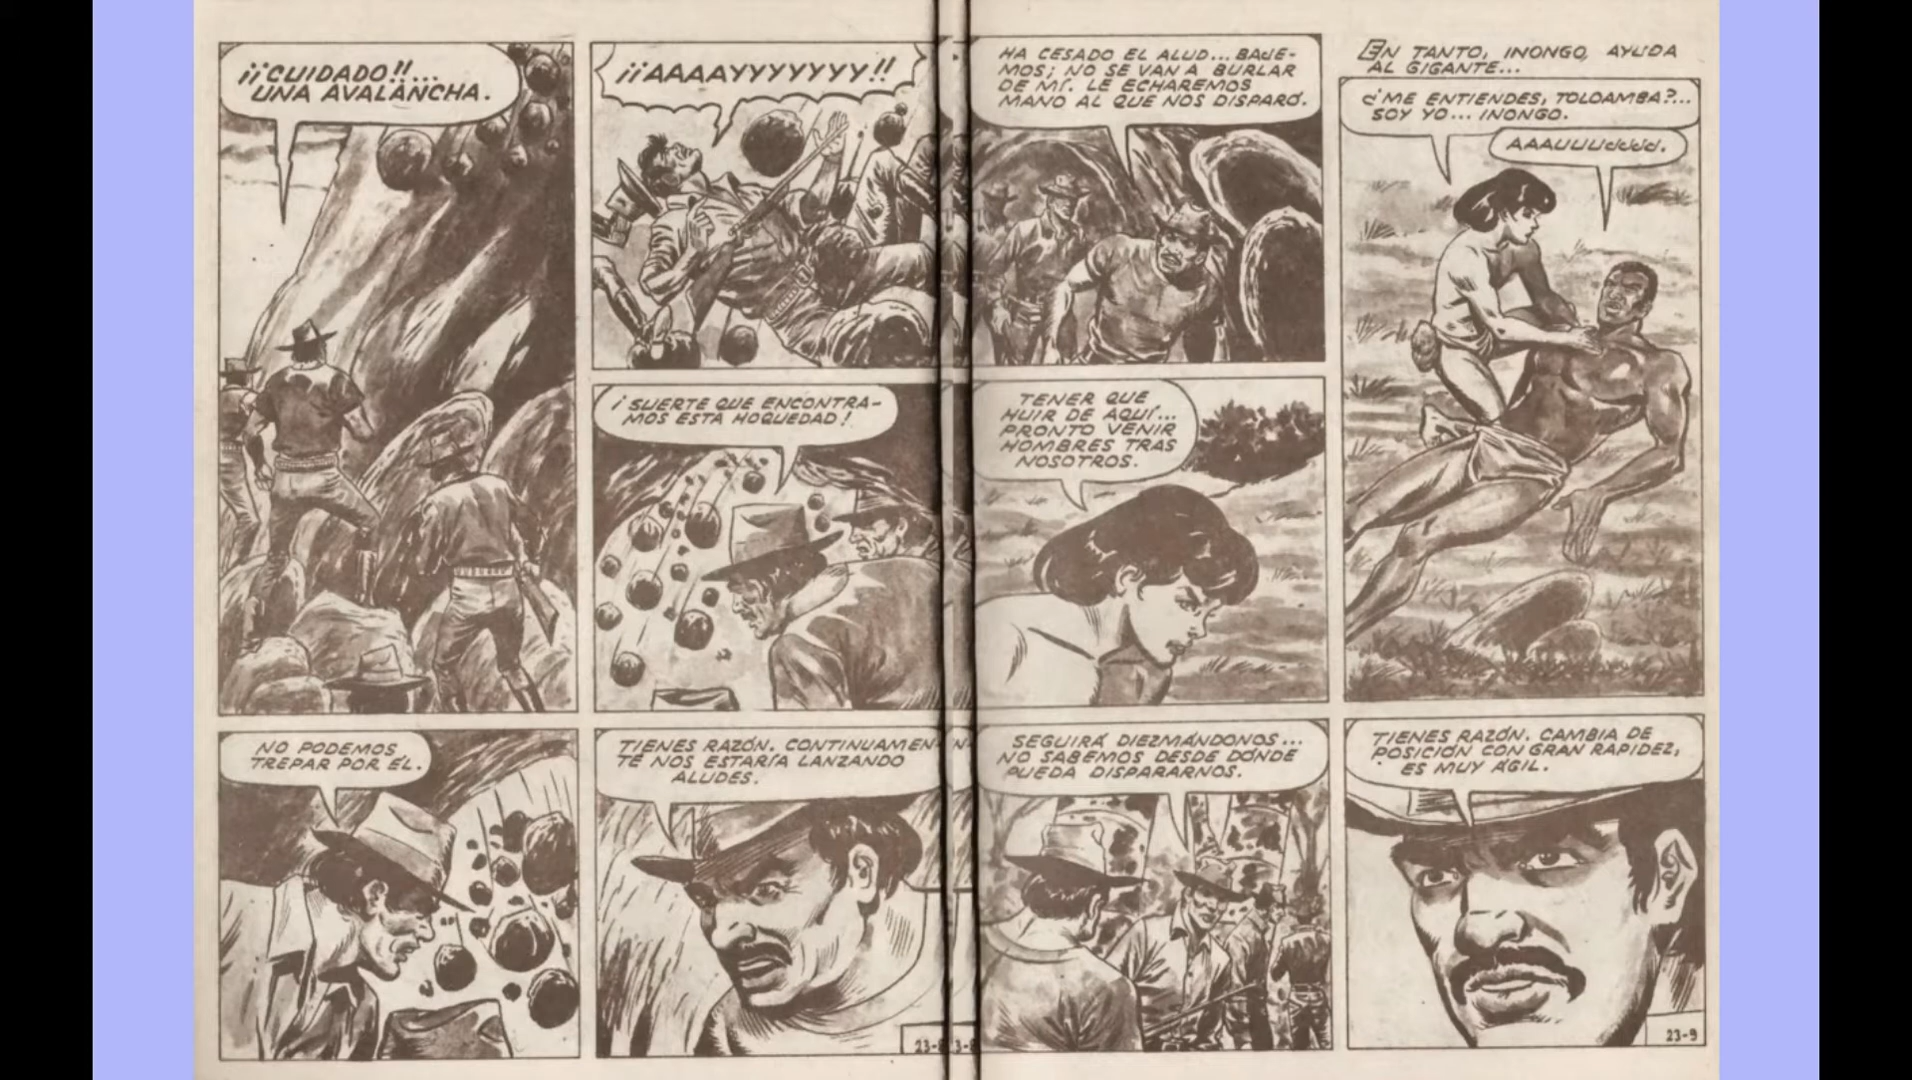 ¡¡CUIDADO!!...
UNA AVALANCHA.
¡¡AAAAYYYYYYY!!
¡SUERTE QUE ENCONTRA-
MOS ESTA HOQUEDAD!
NO PODEMOS
TREPAR POR ÉL.
TIENES RAZÓN. CONTINUAMEN-
TE NOS ESTARÍA LANZANDO
ALUDES.
23-8
HA CESADO EL ALUD... BAJE-
MOS; NO SE VAN A BURLAR
DE MÍ. LE ECHAREMOS
MANO AL QUE NOS DISPARÓ.
EN TANTO, INONGO, AYUDA
AL GIGANTE...
¿ME ENTIENDES, TOLOAMBA?...
SOY YO... INONGO.
AAAUUUddddd.
TENER QUE
HUIR DE AQUÍ...
PRONTO VENIR
HOMBRES TRAS
NOSOTROS.
SEGUIRÁ DIEZMÁNDONOS...
NO SABEMOS DESDE DÓNDE
PUEDA DISPARARNOS.
TIENES RAZÓN. CAMBIA DE
POSICIÓN CON GRAN RAPIDEZ,
ES MUY ÁGIL.
23-9